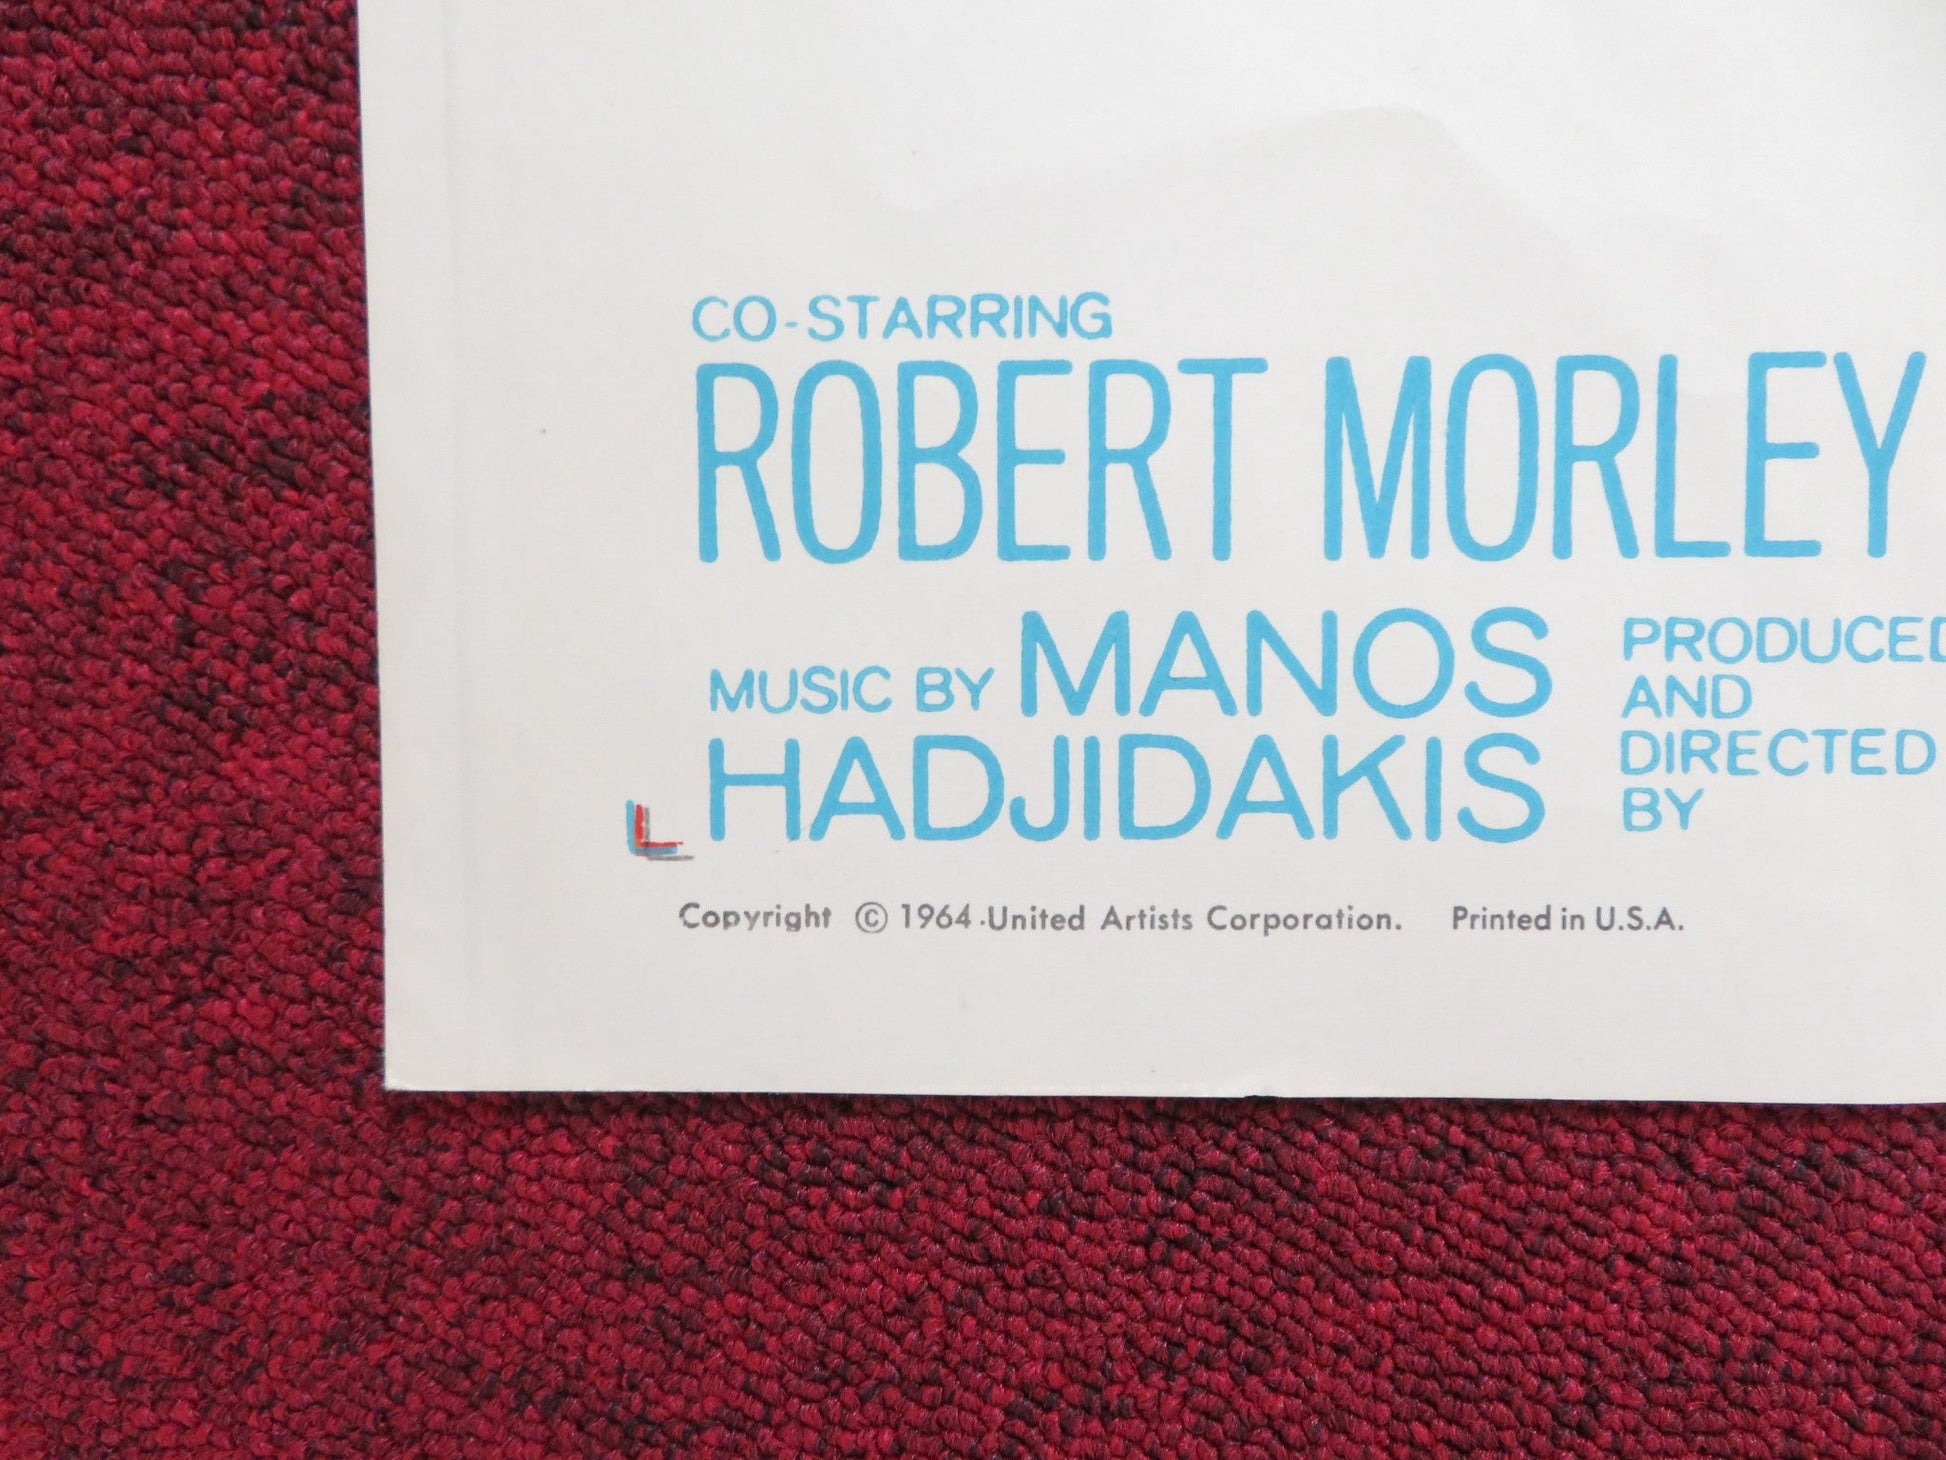 CO-STARRING
ROBERT MORLEY
MUSIC BY MANOS
HADJIDAKIS
PRODUCED
AND
DIRECTED
BY
Copyright © 1964 United Artists Corporation. Printed in U.S.A.